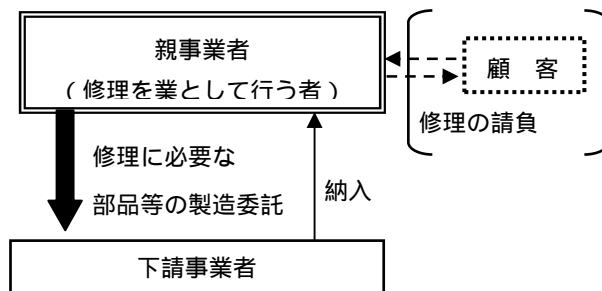 親事業者
(修理を業として行う者)
顧 客
修理の請負
修理に必要な
部品等の製造委託
納入
下請事業者